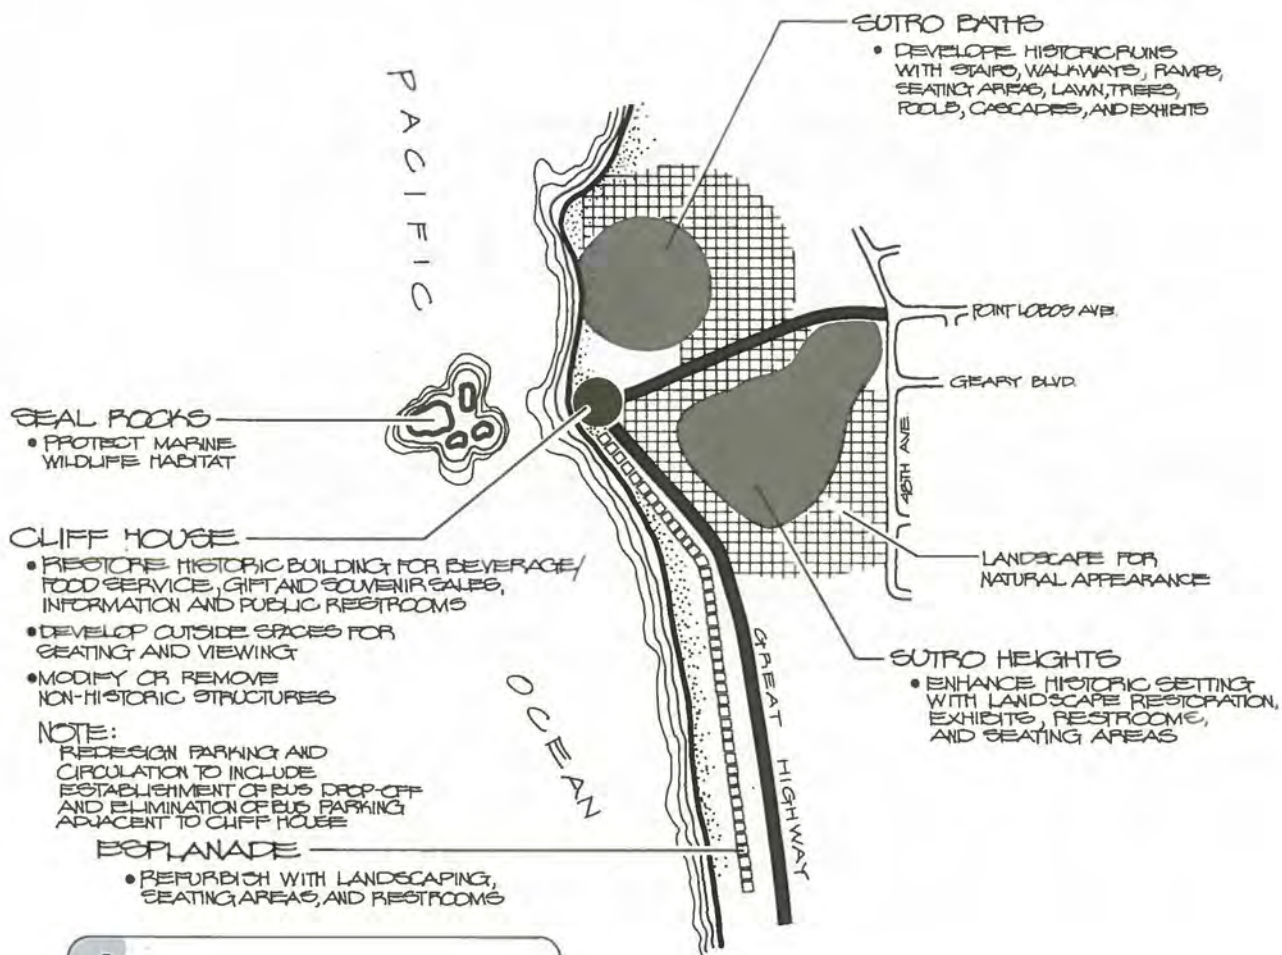 SUTRO BATHS
• DEVELOPE HISTORIC RUINS
WITH STAIRS, WALKWAYS, RAMPS,
SEATING AREAS, LAWN, TREES,
POOLS, CASCADES, AND EXHIBITS
PACIFIC
POINT LOBOS AVE.
GEARY BLVD.
48TH AVE.
SEAL ROCKS
• PROTECT MARINE
WILDLIFE HABITAT
CLIFF HOUSE
• RESTORE HISTORIC BUILDING FOR BEVERAGE/
FOOD SERVICE, GIFT AND SOUVENIR SALES,
INFORMATION AND PUBLIC RESTROOMS
• DEVELOP OUTSIDE SPACES FOR
SEATING AND VIEWING
• MODIFY OR REMOVE
NON-HISTORIC STRUCTURES
NOTE:
REDESIGN PARKING AND
CIRCULATION TO INCLUDE
ESTABLISHMENT OF BUS DROP-OFF
AND ELIMINATION OF BUS PARKING
ADJACENT TO CLIFF HOUSE
LANDSCAPE FOR
NATURAL APPEARANCE
SUTRO HEIGHTS
• ENHANCE HISTORIC SETTING
WITH LANDSCAPE RESTORATION,
EXHIBITS, RESTROOMS,
AND SEATING AREAS
OCEAN
GREAT HIGHWAY
ESPLANADE
• REFURBISH WITH LANDSCAPING,
SEATING AREAS, AND RESTROOMS